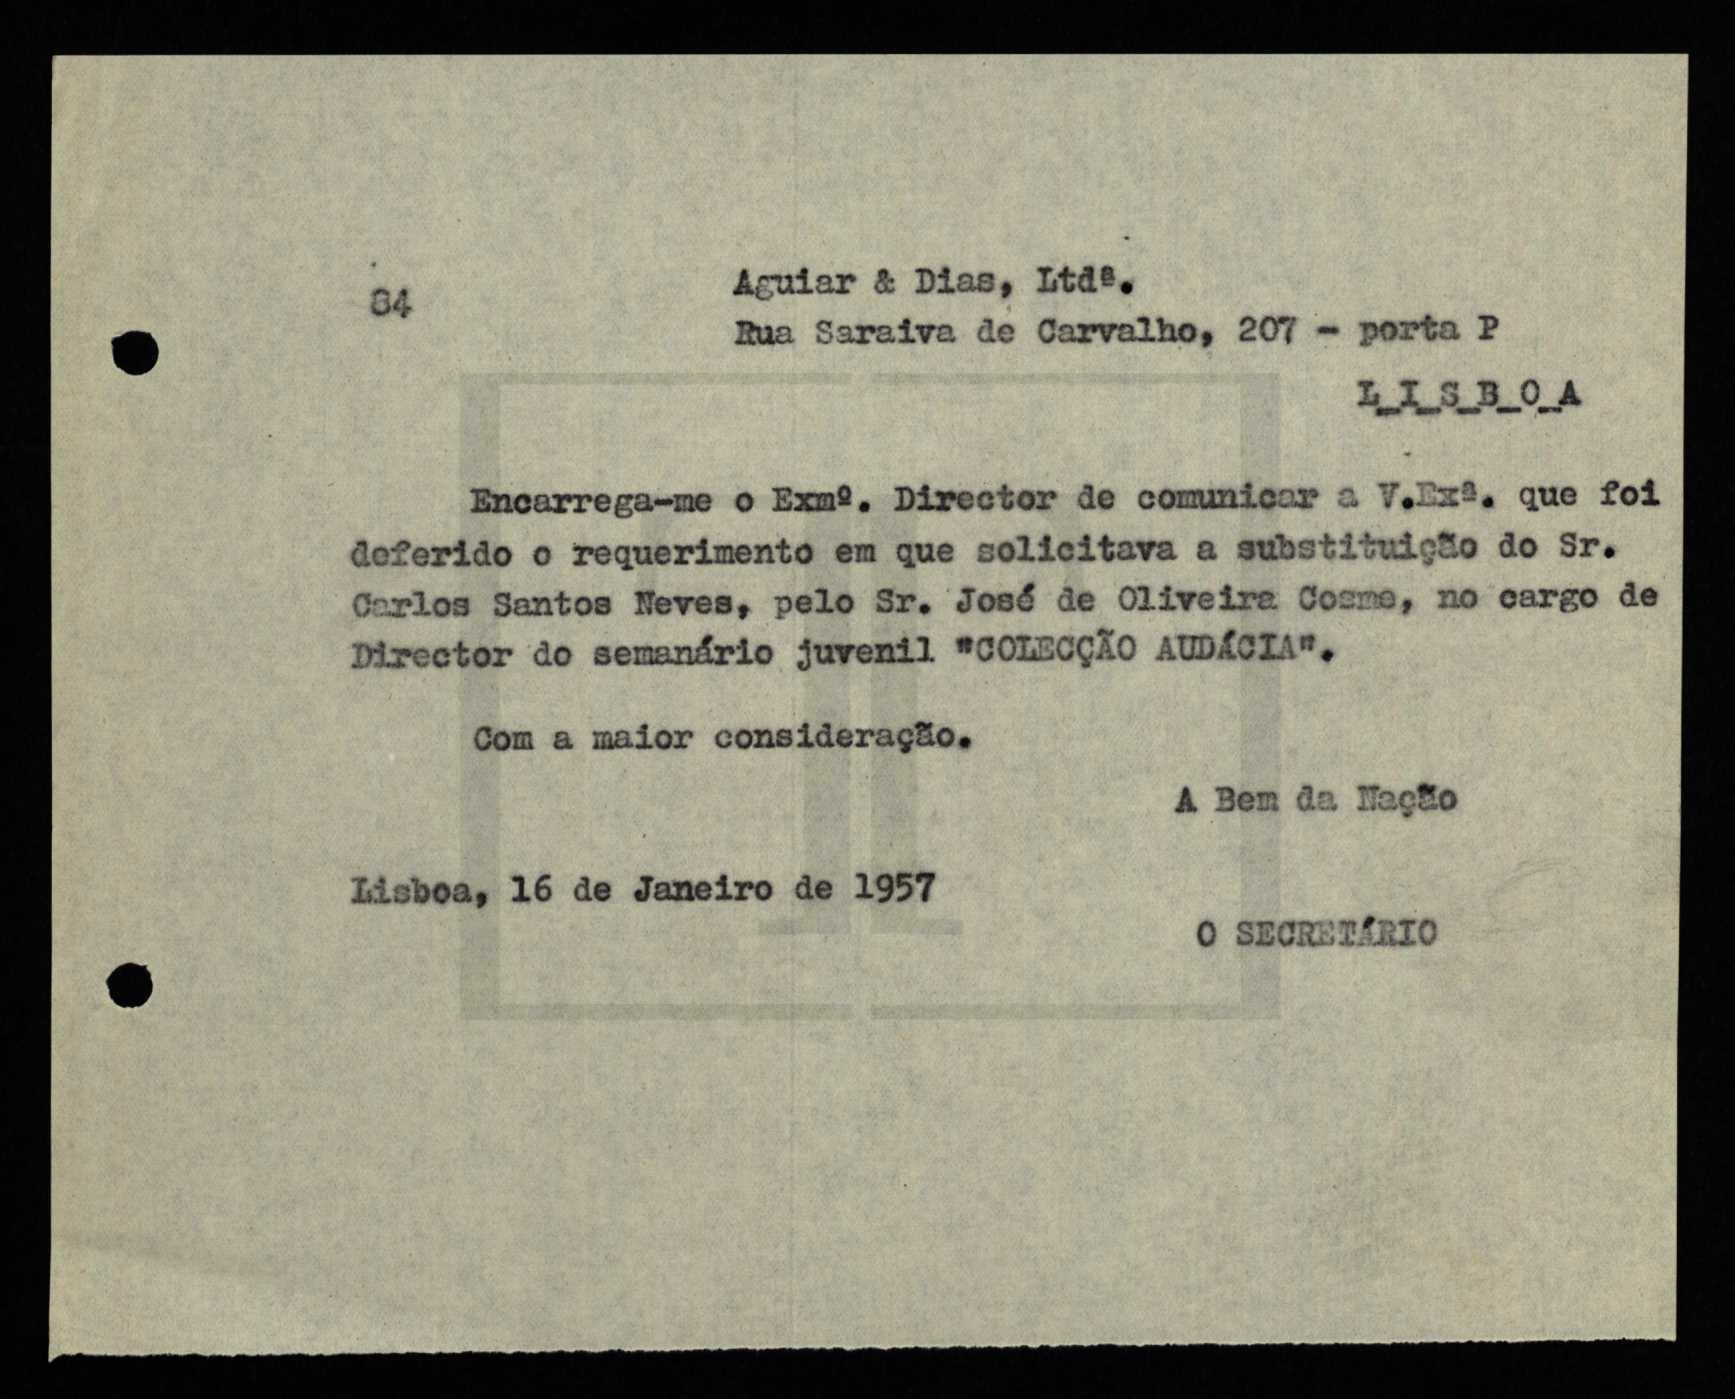 84
Aguiar & Dias, Ltdª.
Rua Saraiva de Carvalho, 207 - porta P
L_I_S_B_O_A
Encarrega-me o Exmº. Director de comunicar a V.Exª. que foi
deferido o requerimento em que solicitava a substituição do Sr.
Carlos Santos Neves, pelo Sr. José de Oliveira Cosme, no cargo de
Director do semanário juvenil "COLECÇÃO AUDÁCIA".
Com a maior consideração.
A Bem da Nação
Lisboa, 16 de Janeiro de 1957
O SECRETÁRIO